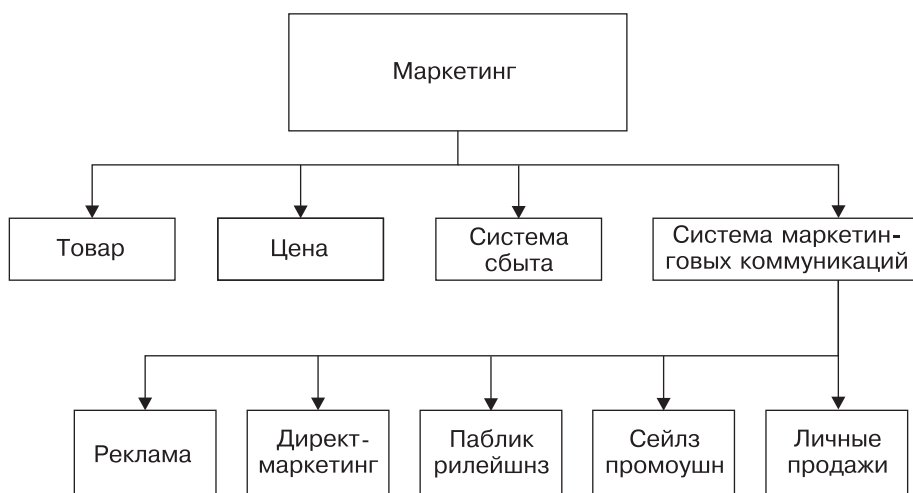 Маркетинг
Товар
Цена
Система
сбыта
Система маркетин-
говых коммуникаций
Реклама
Директ-
маркетинг
Паблик
рилейшнз
Сейлз
промоушн
Личные
продажи